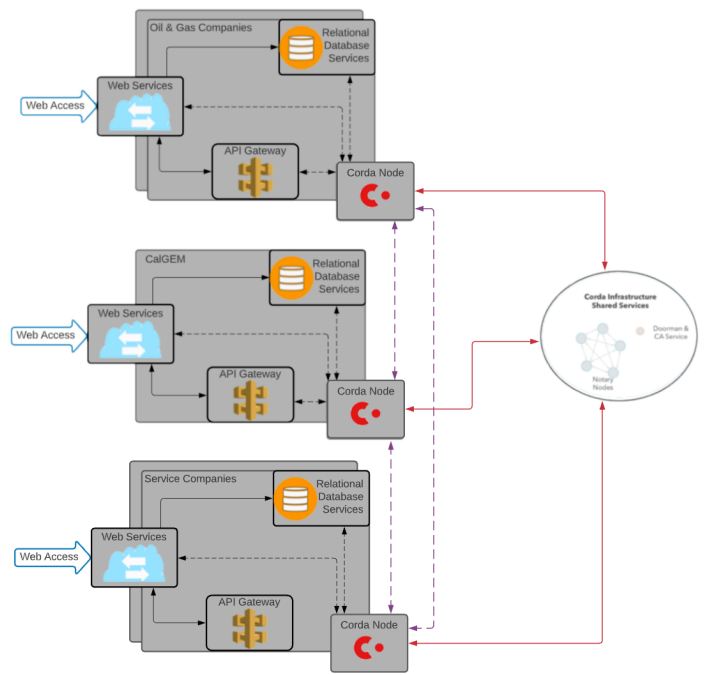 Oil & Gas Companies
Relational
Database
Services
Web Services
Web Access
API Gateway
Corda Node
CalGEM
Relational
Database
Services
Web Services
Web Access
API Gateway
Corda Node
Corda Infrastructure
Shared Services
Doorman &
CA Service
Notary
Nodes
Service Companies
Relational
Database
Services
Web Services
Web Access
API Gateway
Corda Node